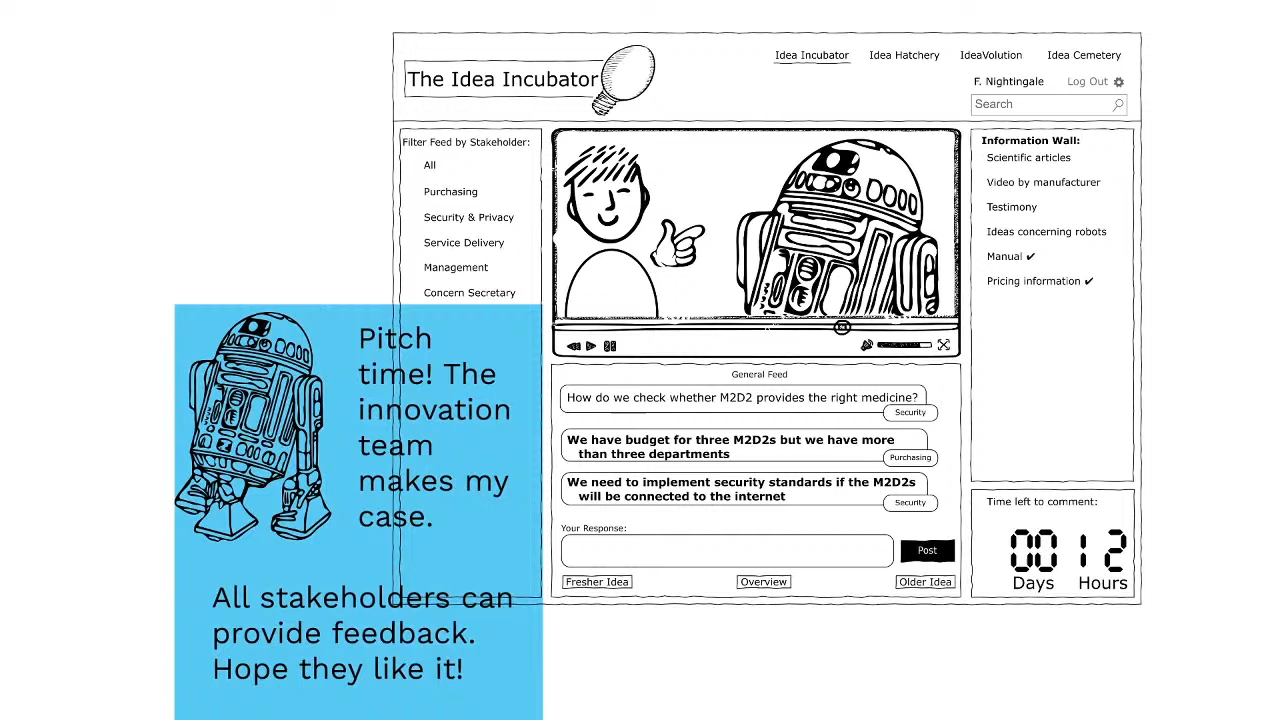 The Idea Incubator
Idea Incubator
Idea Hatchery
IdeaVolution
Idea Cemetery
F. Nightingale
Log Out
Search
Filter Feed by Stakeholder:
All
Purchasing
Security & Privacy
Service Delivery
Management
Concern Secretary
Pitch
time! The
innovation
team
makes my
case.
All stakeholders can
provide feedback.
Hope they like it!
General Feed
How do we check whether M2D2 provides the right medicine?
Security
We have budget for three M2D2s but we have more
than three departments
Purchasing
We need to implement security standards if the M2D2s
will be connected to the internet
Security
Your Response:
Post
Fresher Idea
Overview
Older Idea
Information Wall:
Scientific articles
Video by manufacturer
Testimony
Ideas concerning robots
Manual ✔
Pricing information ✔
Time left to comment:
00 12
Days Hours